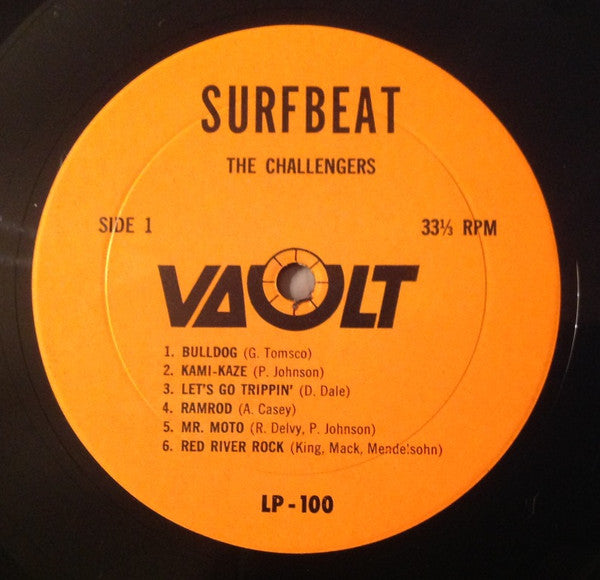 SURFBEAT
THE CHALLENGERS
SIDE 1 33⅓ RPM
VAULT
1. BULLDOG (G. Tomsco)
2. KAMI-KAZE (P. Johnson)
3. LET'S GO TRIPPIN' (D. Dale)
4. RAMROD (A. Casey)
5. MR. MOTO (R. Delvy, P. Johnson)
6. RED RIVER ROCK (King, Mack, Mendelsohn)
LP-100